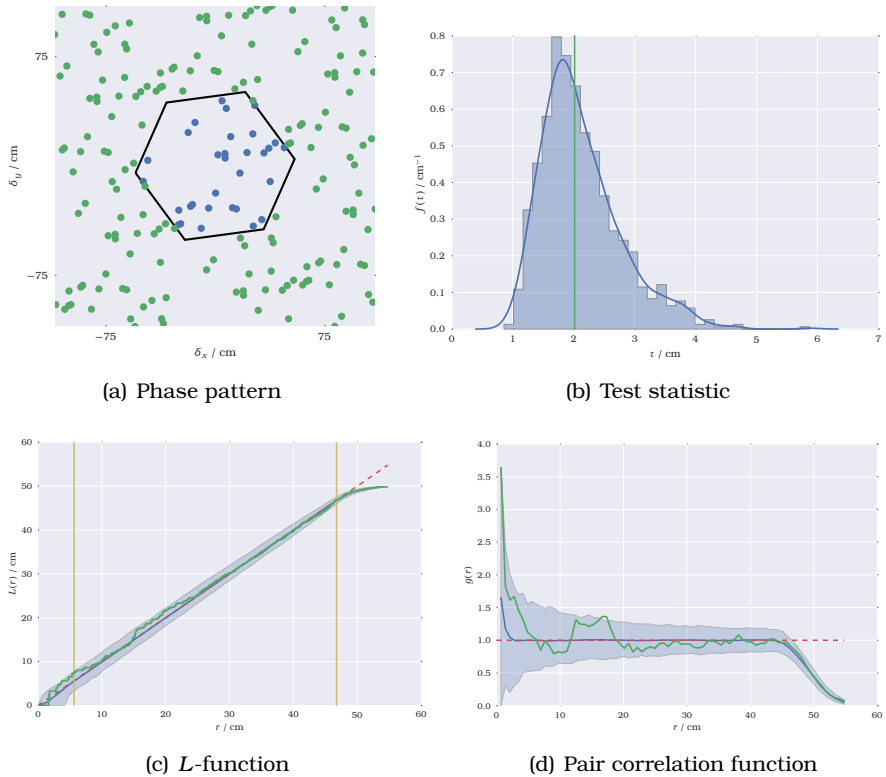 75
−75
δy / cm
−75
75
δx / cm
(a) Phase pattern
0.8
0.7
0.6
0.5
0.4
0.3
0.2
0.1
0.0
f(τ) / cm⁻¹
0 1 2 3 4 5 6 7
τ / cm
(b) Test statistic
60
50
40
30
20
10
0
L(r) / cm
0 10 20 30 40 50 60
r / cm
(c) L-function
4.0
3.5
3.0
2.5
2.0
1.5
1.0
0.5
0.0
g(r)
0 10 20 30 40 50 60
r / cm
(d) Pair correlation function